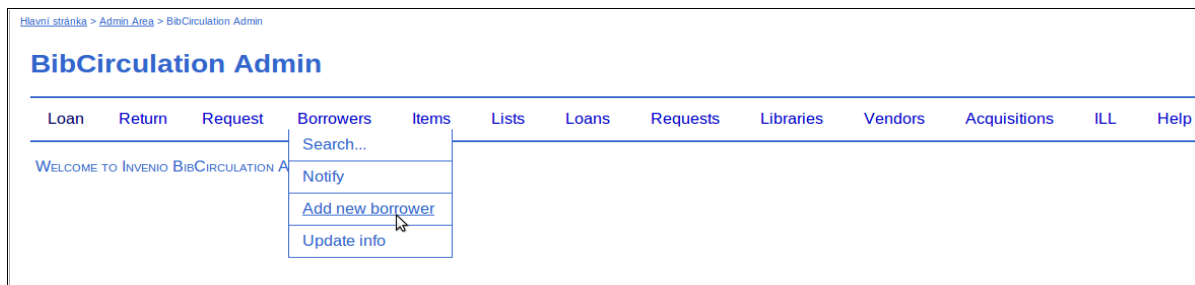 Hlavní stránka > Admin Area > BibCirculation Admin
BibCirculation Admin
Loan Return Request Borrowers Items Lists Loans Requests Libraries Vendors Acquisitions ILL Help
Search...
Welcome to Invenio BibCirculation A
Notify
Add new borrower
Update info